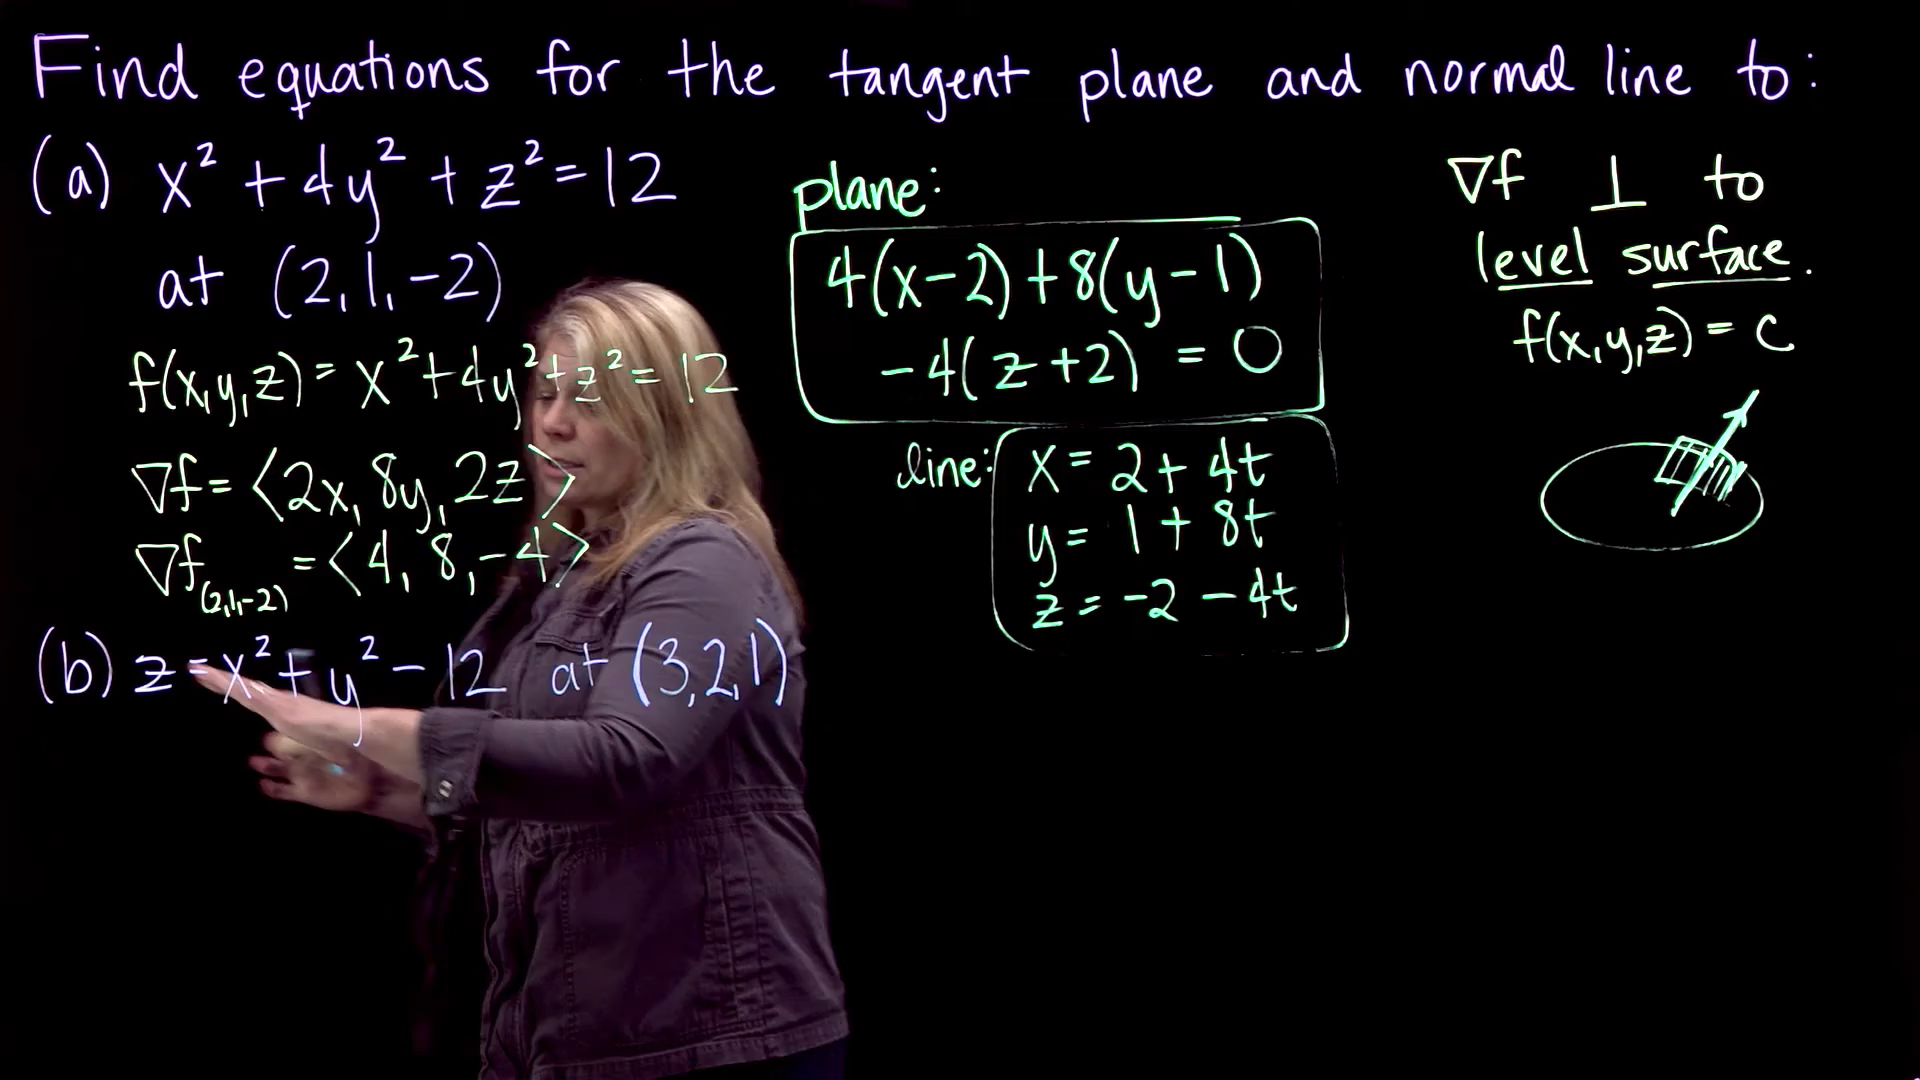 Find equations for the tangent plane and normal line to:
(a) x² + 4y² + z² = 12
at (2, 1, -2)
f(x,y,z) = x² + 4y² + z² = 12
∇f = ⟨2x, 8y, 2z⟩
∇f(2,1,-2) = ⟨4, 8, -4⟩
(b) z = x² + y² - 12 at (3, 2, 1)
plane:
4(x-2) + 8(y-1)
-4(z+2) = 0
line:
x = 2 + 4t
y = 1 + 8t
z = -2 - 4t
∇f ⊥ to
level surface.
f(x,y,z) = c